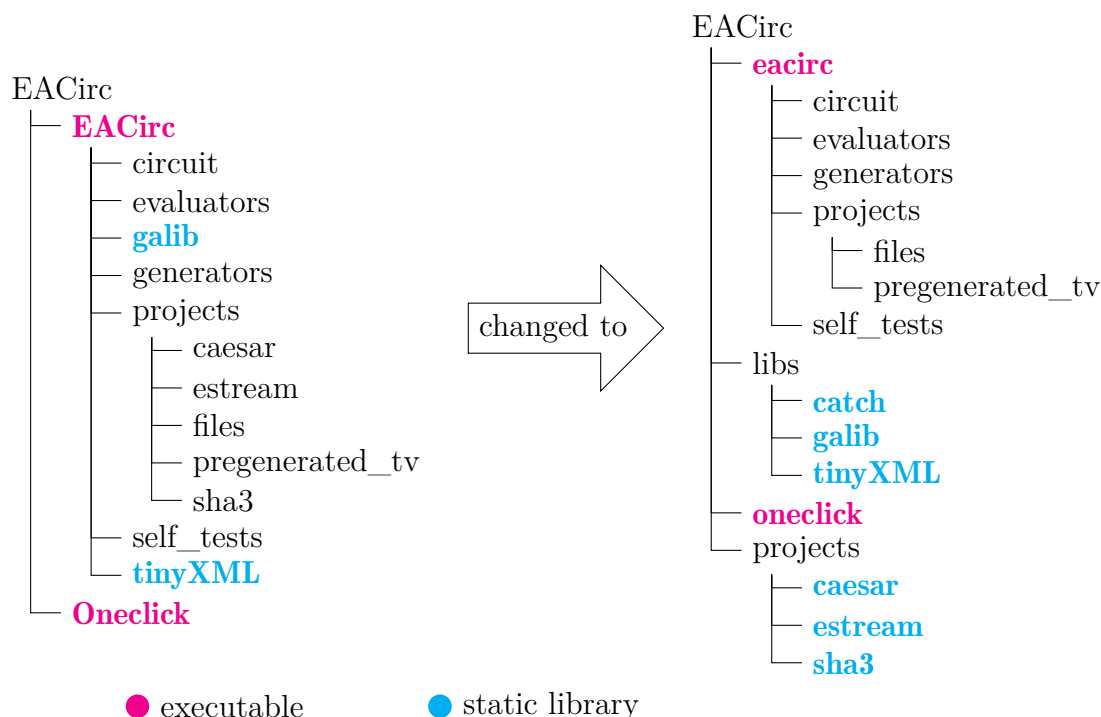 EACirc
EACirc
circuit
evaluators
galib
generators
projects
caesar
estream
files
pregenerated_tv
sha3
self_tests
tinyXML
Oneclick
changed to
EACirc
eacirc
circuit
evaluators
generators
projects
files
pregenerated_tv
self_tests
libs
catch
galib
tinyXML
oneclick
projects
caesar
estream
sha3
executable
static library